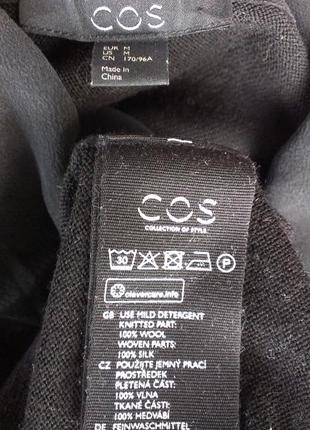 COS
EUR M
US M
CN 170/96A
Made in
China
COS
COLLECTION OF STYLE
30 P
clevercare.info
GB USE MILD DETERGENT
KNITTED PART:
100% WOOL
WOVEN PARTS:
100% SILK
CZ POUŽIJTE JEMNÝ PRACÍ
PROSTŘEDEK
PLETENÁ ČÁST:
100% VLNA
TKANÉ ČÁSTI:
100% HEDVÁBÍ
DE FEINWASCHMITTEL